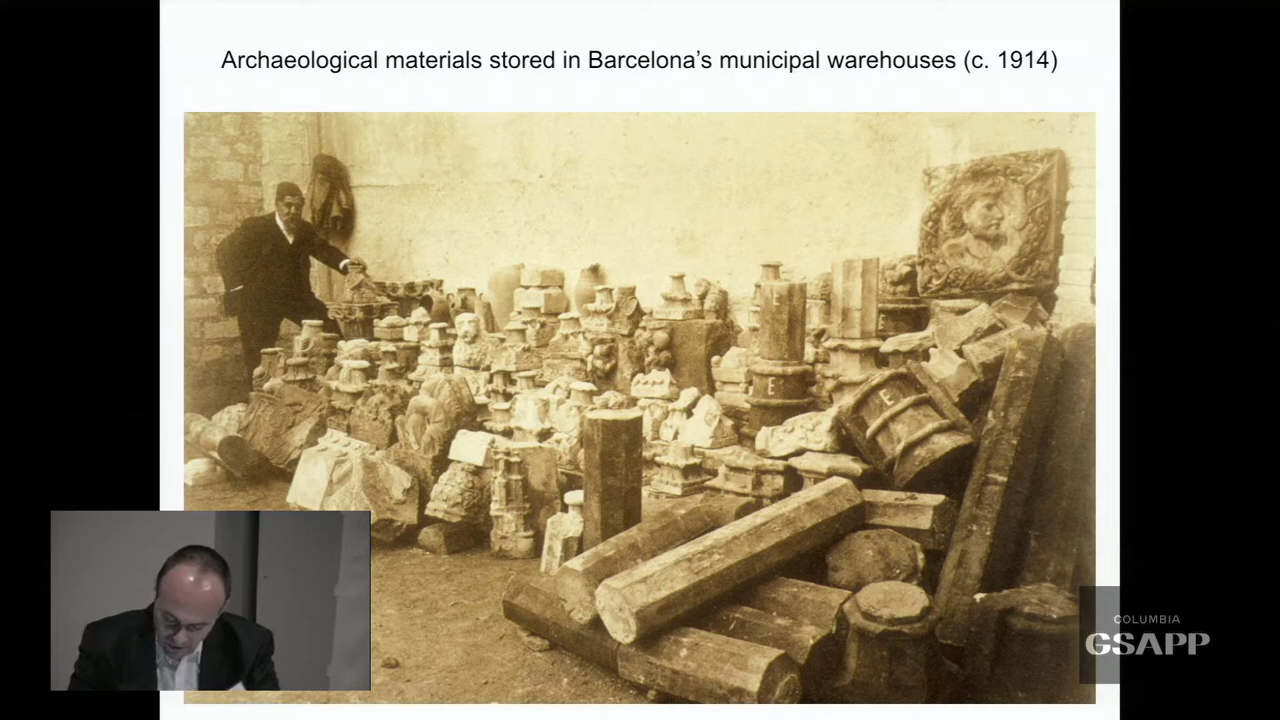 Archaeological materials stored in Barcelona’s municipal warehouses (c. 1914)
E
E
E
COLUMBIA
GSAPP